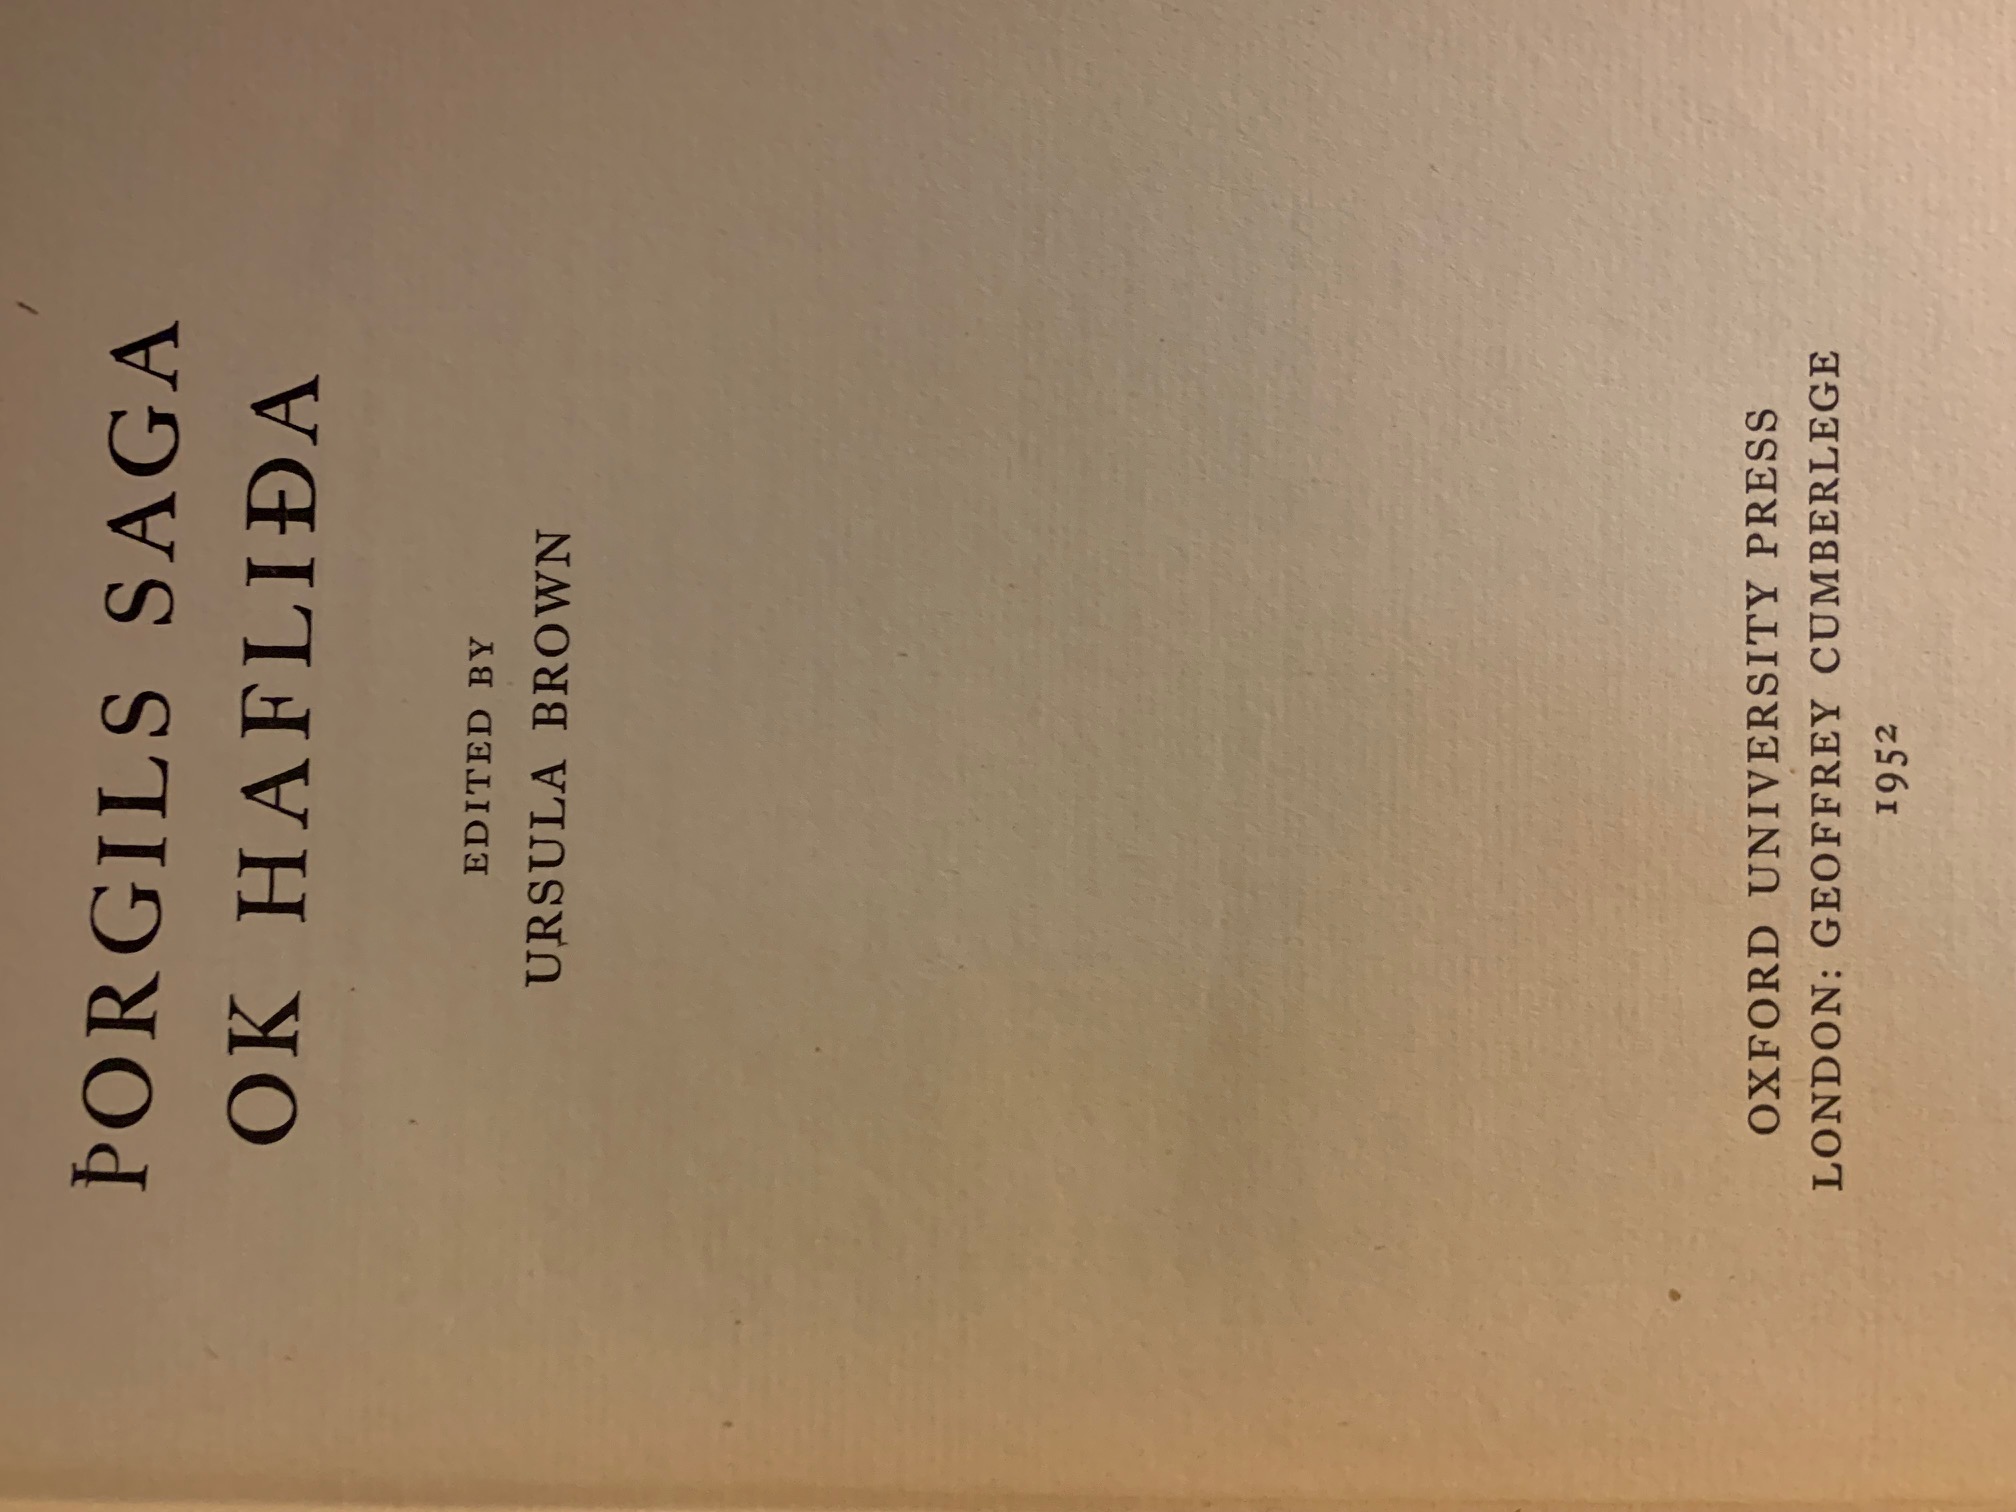 ÞORGILS SAGA
OK HAFLIÐA
EDITED BY
URSULA BROWN
OXFORD UNIVERSITY PRESS
LONDON: GEOFFREY CUMBERLEGE
1952